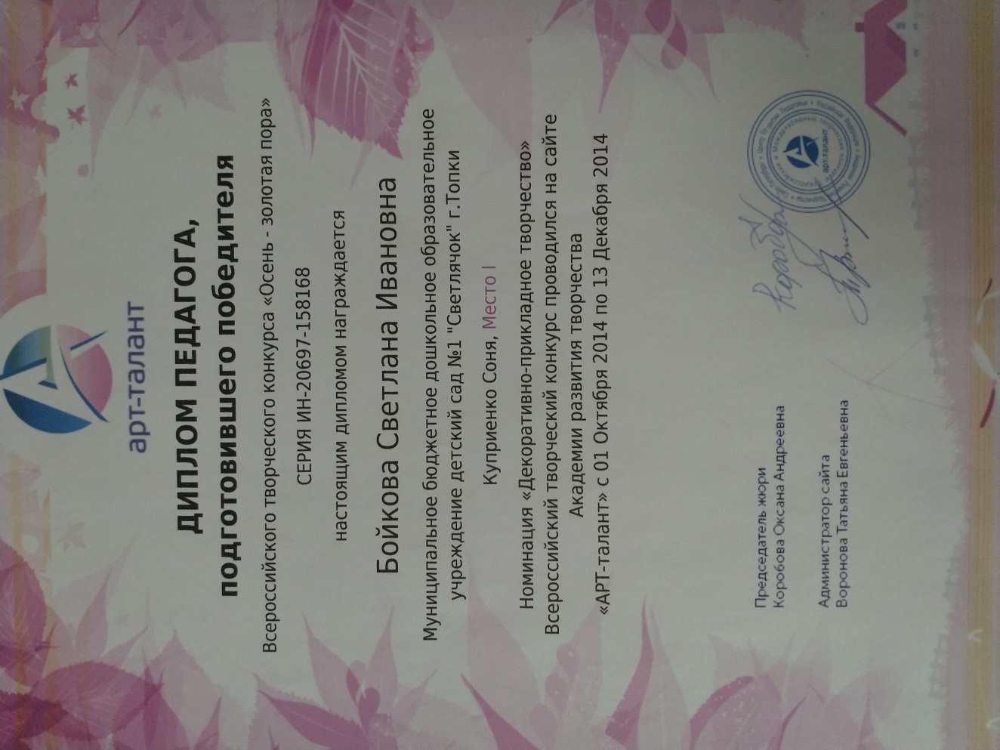 арт-талант
ДИПЛОМ ПЕДАГОГА,
подготовившего победителя
Всероссийского творческого конкурса «Осень - золотая пора»
СЕРИЯ ИН-20697-158168
настоящим дипломом награждается
Бойкова Светлана Ивановна
Муниципальное бюджетное дошкольное образовательное
учреждение детский сад №1 "Светлячок" г.Топки
Куприенко Соня, Место I
Номинация «Декоративно-прикладное творчество»
Всероссийский творческий конкурс проводился на сайте
Академии развития творчества
«АРТ-талант» с 01 Октября 2014 по 13 Декабря 2014
Председатель жюри
Коробова Оксана Андреевна
Администратор сайта
Воронова Татьяна Евгеньевна
арт-талант